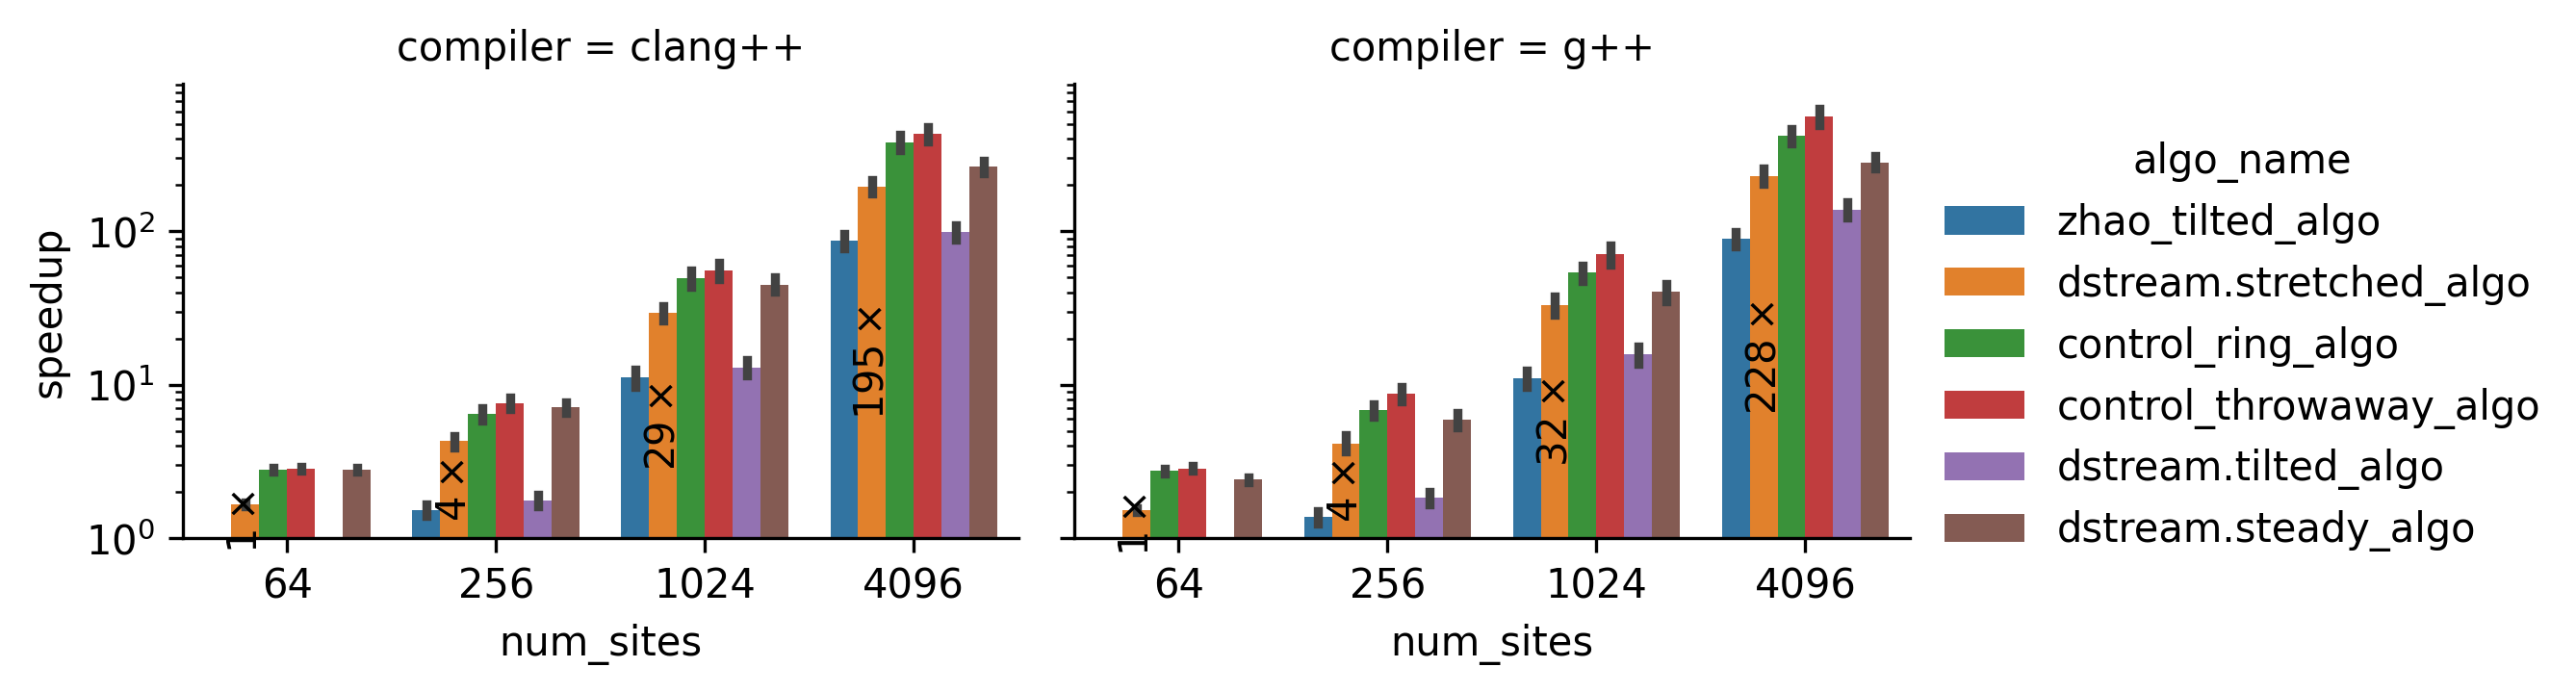 compiler = clang++
compiler = g++
speedup
10²
10¹
10⁰
1×
4×
29×
195×
1×
4×
32×
228×
64
256
1024
4096
64
256
1024
4096
num_sites
num_sites
algo_name
zhao_tilted_algo
dstream.stretched_algo
control_ring_algo
control_throwaway_algo
dstream.tilted_algo
dstream.steady_algo